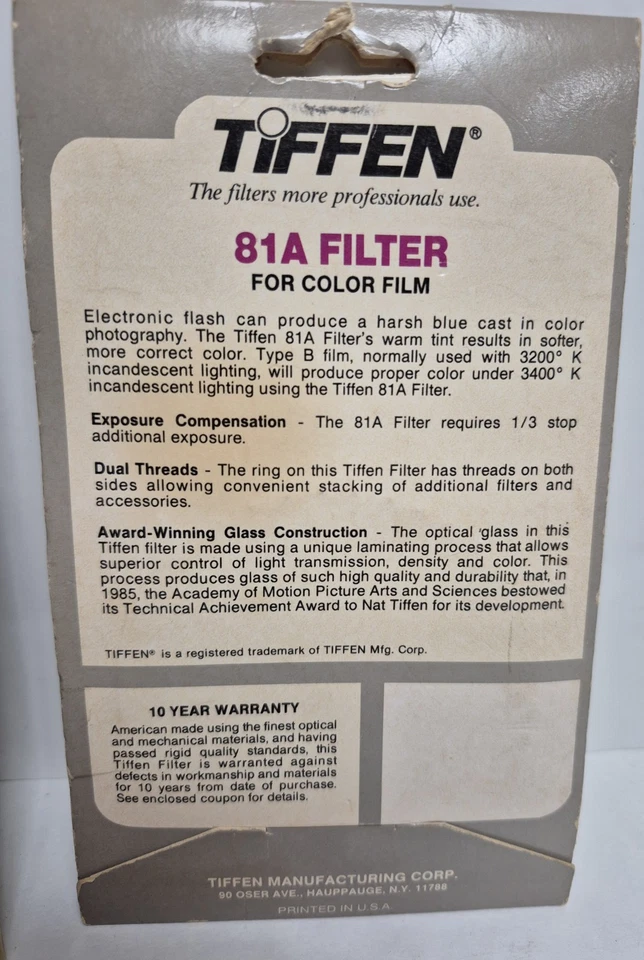 TIFFEN®
The filters more professionals use.
81A FILTER
FOR COLOR FILM
Electronic flash can produce a harsh blue cast in color
photography. The Tiffen 81A Filter's warm tint results in softer,
more correct color. Type B film, normally used with 3200° K
incandescent lighting, will produce proper color under 3400° K
incandescent lighting using the Tiffen 81A Filter.
Exposure Compensation - The 81A Filter requires 1/3 stop
additional exposure.
Dual Threads - The ring on this Tiffen Filter has threads on both
sides allowing convenient stacking of additional filters and
accessories.
Award-Winning Glass Construction - The optical glass in this
Tiffen filter is made using a unique laminating process that allows
superior control of light transmission, density and color. This
process produces glass of such high quality and durability that, in
1985, the Academy of Motion Picture Arts and Sciences bestowed
its Technical Achievement Award to Nat Tiffen for its development.
TIFFEN® is a registered trademark of TIFFEN Mfg. Corp.
10 YEAR WARRANTY
American made using the finest optical
and mechanical materials, and having
passed rigid quality standards, this
Tiffen Filter is warranted against
defects in workmanship and materials
for 10 years from date of purchase.
See enclosed coupon for details.
TIFFEN MANUFACTURING CORP.
90 OSER AVE., HAUPPAUGE, N.Y. 11788
PRINTED IN U.S.A.